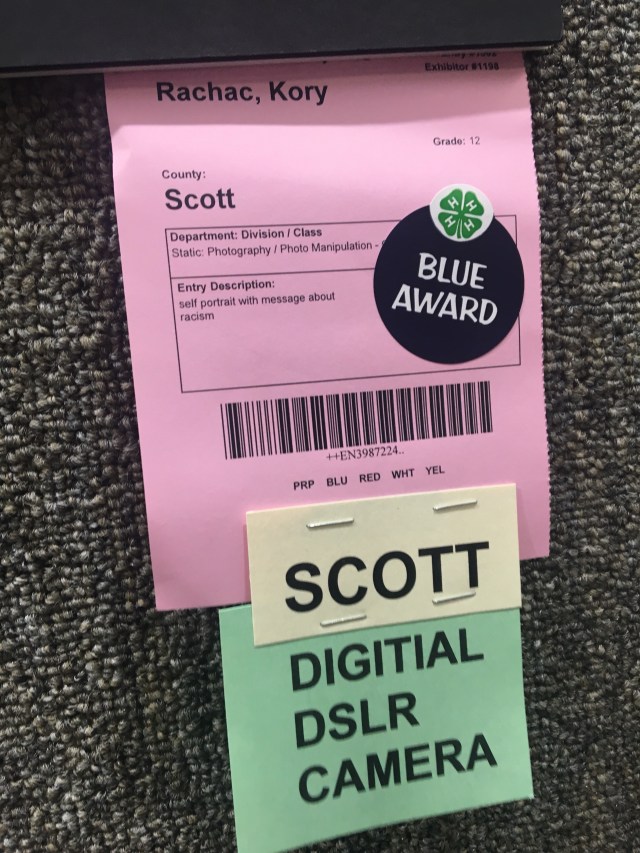 Exhibitor #1198
Rachac, Kory
Grade: 12
County:
Scott
Department: Division / Class
Static: Photography / Photo Manipulation -
Entry Description:
self portrait with message about
racism
H H
H H
BLUE
AWARD
++EN3987224..
PRP BLU RED WHT YEL
SCOTT
DIGITIAL
DSLR
CAMERA